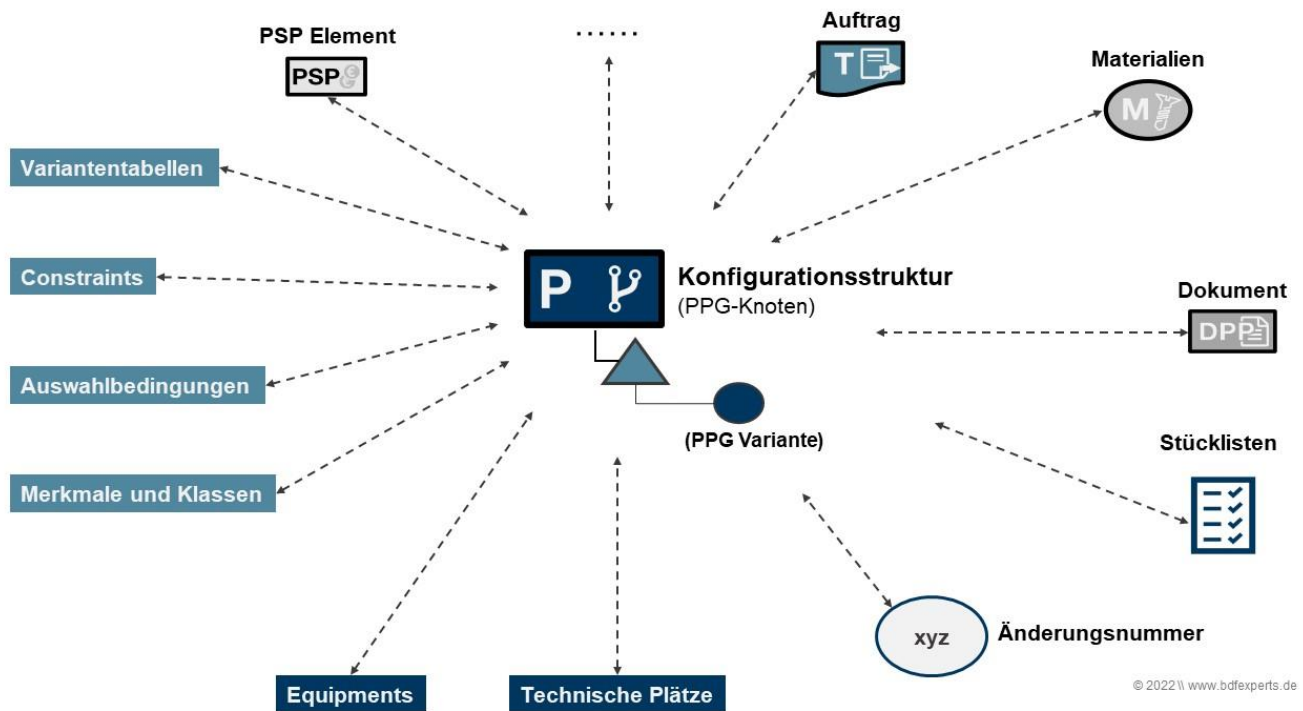 PSP Element
......
Auftrag
PSP
T
Materialien
M
Variantentabellen
Constraints
P
Konfigurationsstruktur
(PPG-Knoten)
Dokument
DPP
Auswahlbedingungen
(PPG Variante)
Stücklisten
Merkmale und Klassen
xyz
Änderungsnummer
Equipments
Technische Plätze
© 2022 \\ www.bdfexperts.de